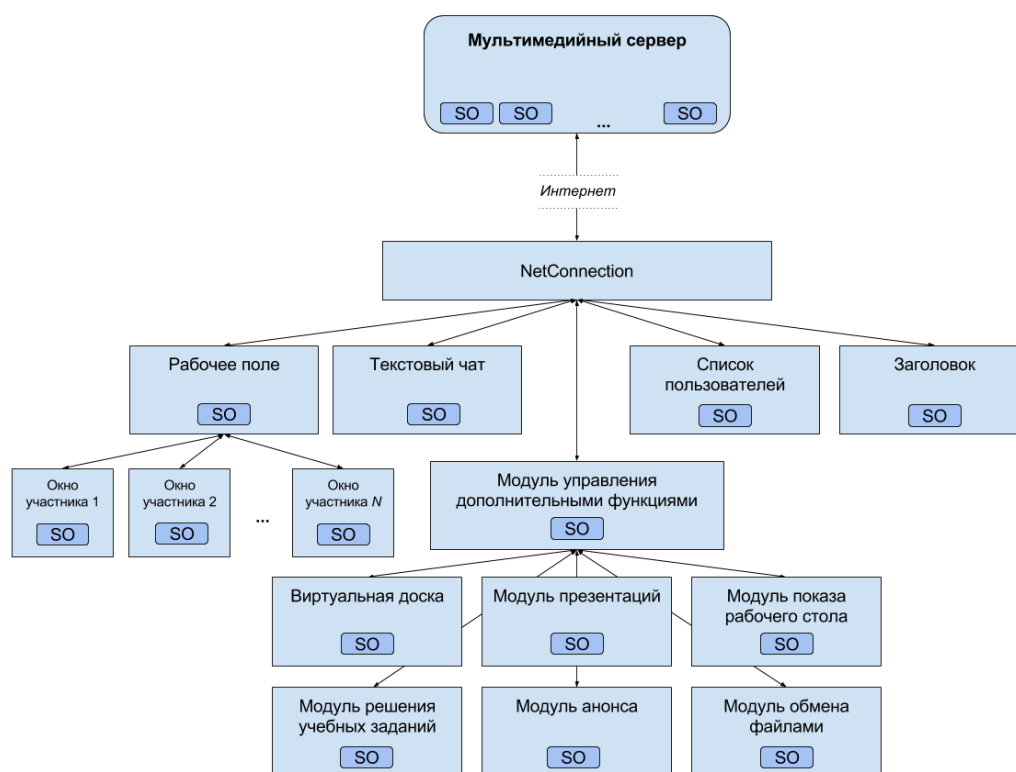 Мультимедийный сервер
SO SO ... SO
Интернет
NetConnection
Рабочее поле
SO
Текстовый чат
SO
Список
пользователей
SO
Заголовок
SO
Окно
участника 1
SO
Окно
участника 2
SO
...
Окно
участника N
SO
Модуль управления
дополнительными функциями
SO
Виртуальная доска
SO
Модуль презентаций
SO
Модуль показа
рабочего стола
SO
Модуль решения
учебных заданий
SO
Модуль анонса
SO
Модуль обмена
файлами
SO